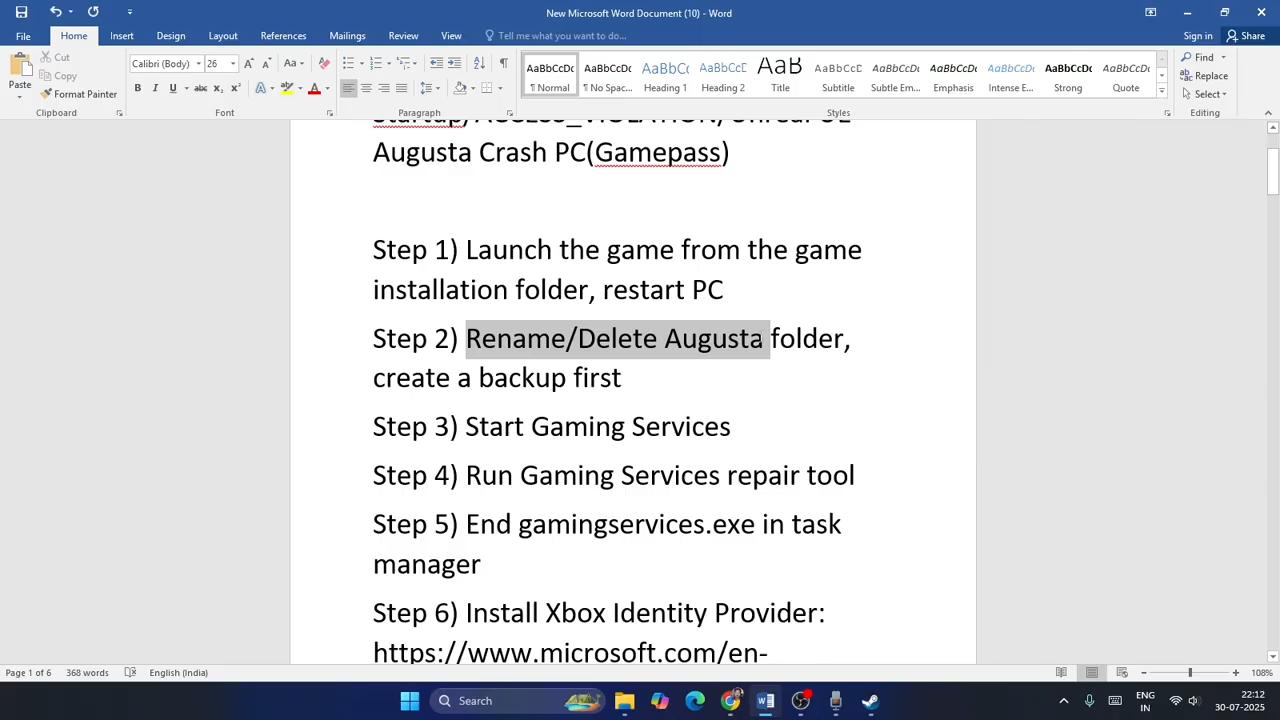 New Microsoft Word Document (10) - Word
File Home Insert Design Layout References Mailings Review View Tell me what you want to do... Sign in Share
Paste
Cut
Copy
Format Painter
Clipboard
Calibri (Body) 26
Font
Paragraph
AaBbCcDc AaBbCcDc AaBbCc AaBbCcD AaB AaBbCcD AaBbCcDc AaBbCcDc AaBbCcDc AaBbCcDc AaBbCcDc
¶ Normal ¶ No Spac... Heading 1 Heading 2 Title Subtitle Subtle Em... Emphasis Intense E... Strong Quote
Styles
Find
Replace
Select
Editing
Augusta Crash PC(Gamepass)
Step 1) Launch the game from the game
installation folder, restart PC
Step 2) Rename/Delete Augusta folder,
create a backup first
Step 3) Start Gaming Services
Step 4) Run Gaming Services repair tool
Step 5) End gamingservices.exe in task
manager
Step 6) Install Xbox Identity Provider:
https://www.microsoft.com/en-
Page 1 of 6 368 words English (India) 108%
Search
ENG
IN
22:12
30-07-2025